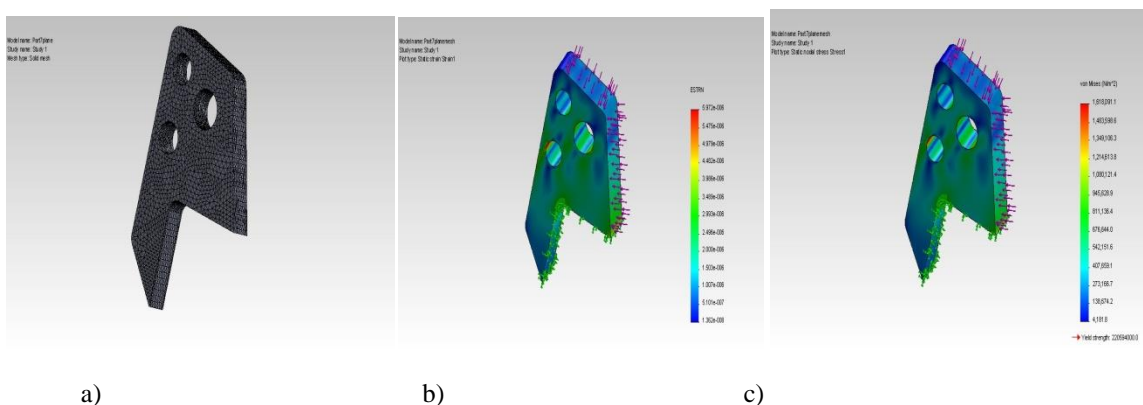 Model name: Part7plane
Study name: Study 1
Mesh type: Solid mesh
Model name: Part7planemesh
Study name: Study 1
Plot type: Static strain Strain1
ESTRN
5.972e-006
5.475e-006
4.979e-006
4.482e-006
3.986e-006
3.489e-006
2.993e-006
2.496e-006
2.000e-006
1.503e-006
1.007e-006
5.101e-007
1.362e-008
Model name: Part7planemesh
Study name: Study 1
Plot type: Static nodal stress Stress1
von Mises (N/m^2)
1,618,091.1
1,483,598.6
1,349,106.3
1,214,613.8
1,080,121.4
945,628.9
811,136.4
676,644.0
542,151.6
407,659.1
273,166.7
138,674.2
4,181.8
Yield strength: 220594000.0
a)
b)
c)